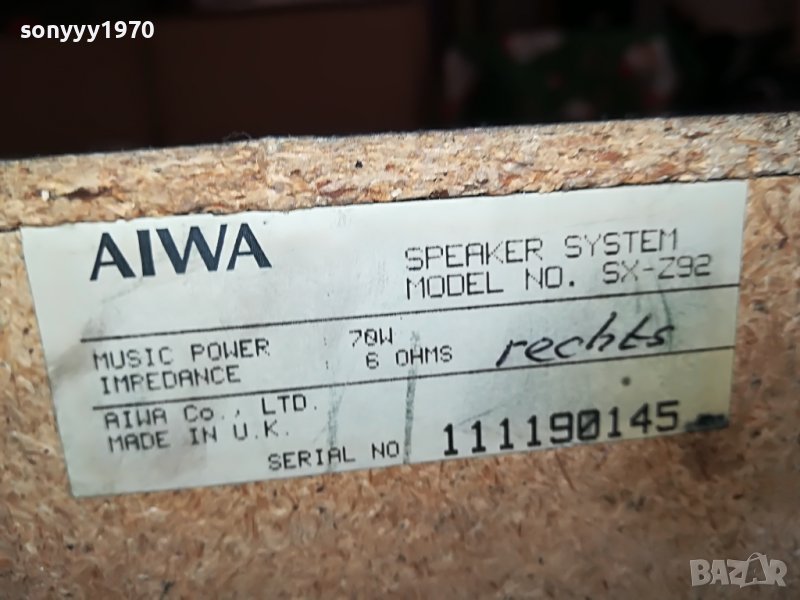 sonyyy1970
AIWA
SPEAKER SYSTEM
MODEL NO. SX-Z92
MUSIC POWER 70W
IMPEDANCE 6 OHMS
rechts
AIWA Co., LTD.
MADE IN U.K.
SERIAL NO 111190145
BAZAR